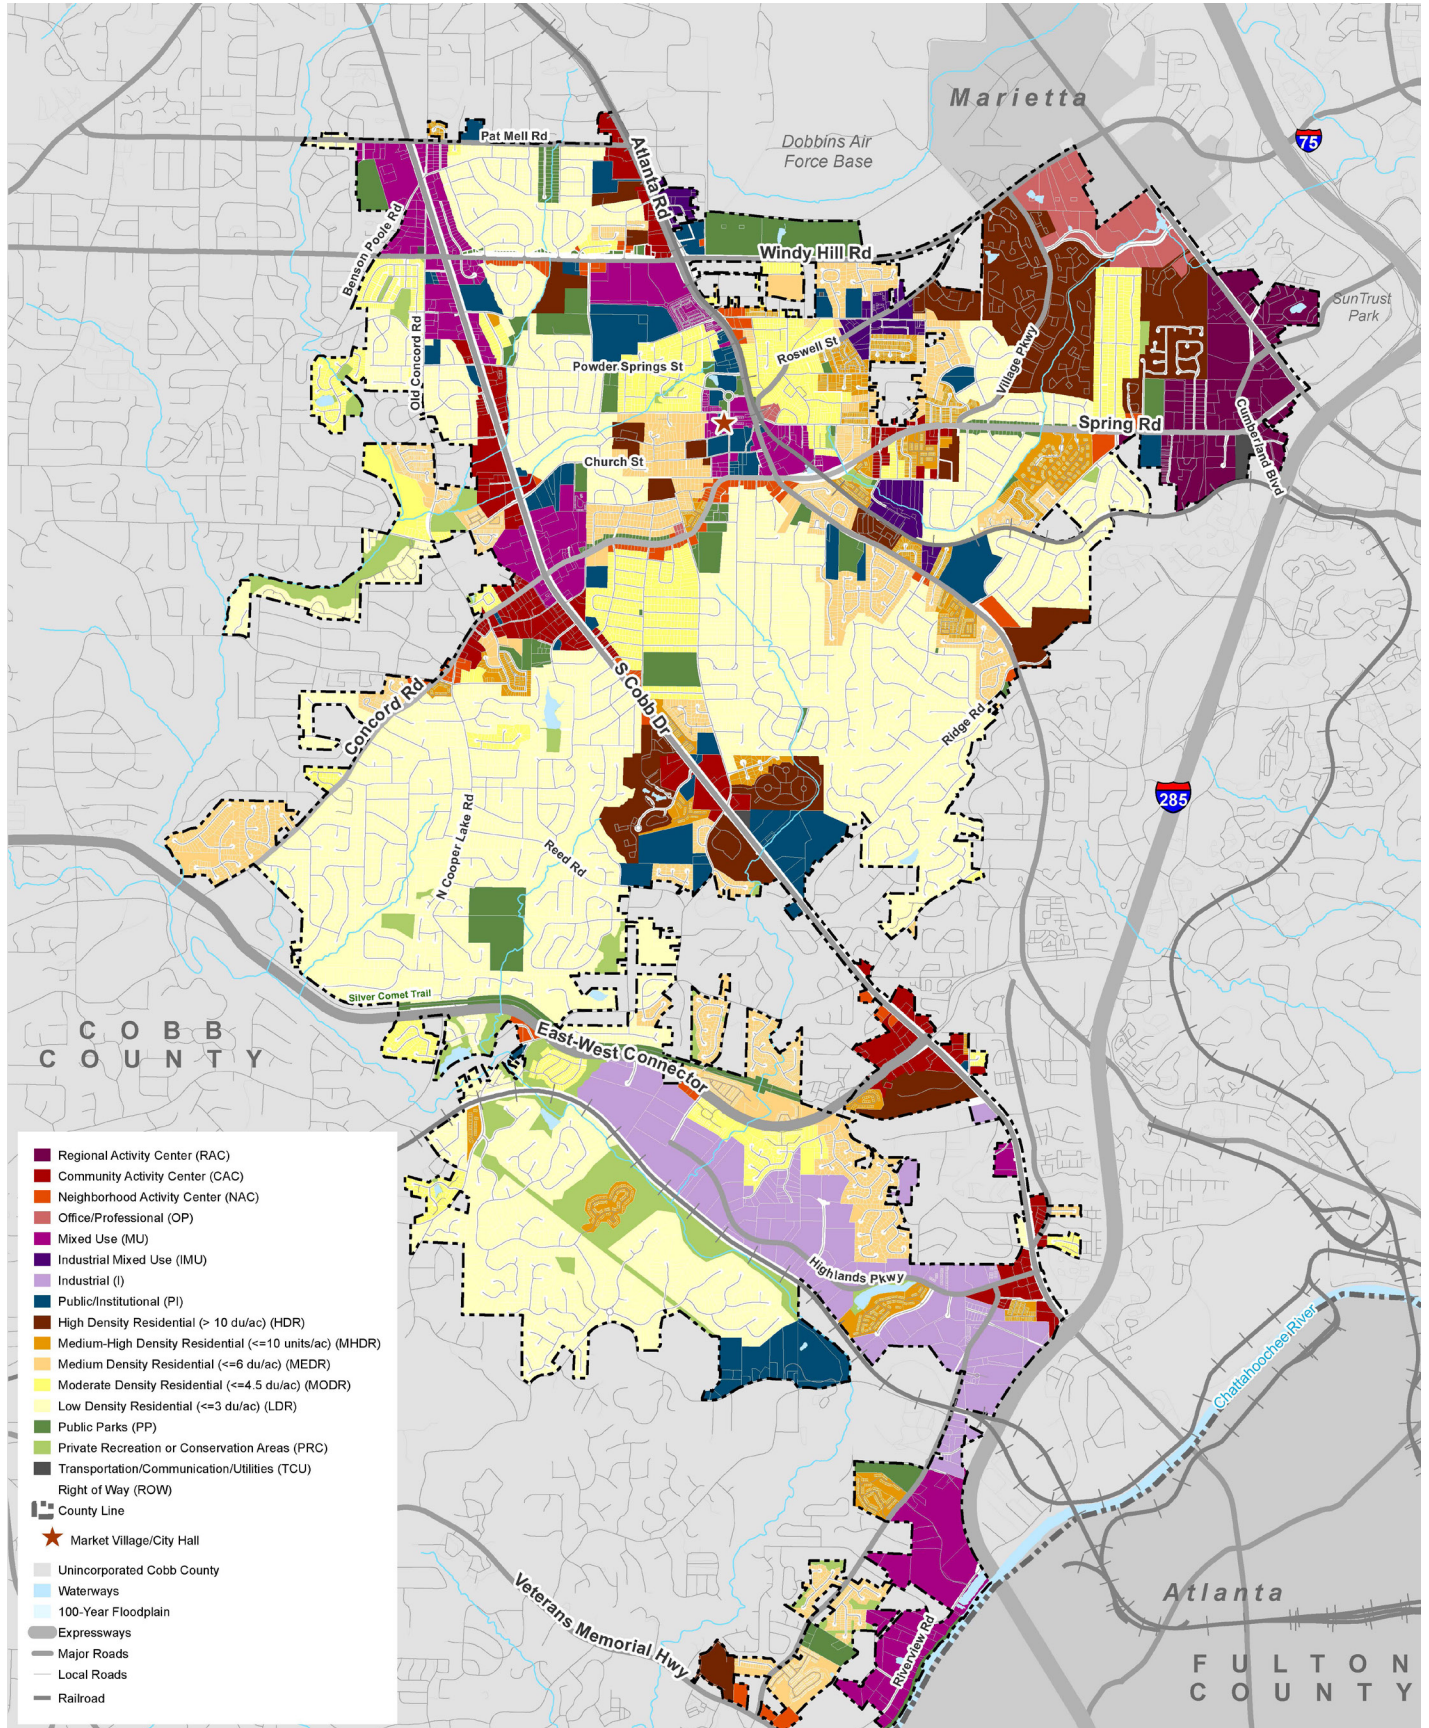 Marietta
Dobbins Air
Force Base
75
Pat Mell Rd
Atlanta Rd
Benson Poole Rd
Windy Hill Rd
SunTrust
Park
Old Concord Rd
Powder Springs St
Roswell St
Village Pkwy
Spring Rd
Cumberland Blvd
Church St
S Cobb Dr
Concord Rd
Ridge Rd
285
N Cooper Lake Rd
Reed Rd
Silver Comet Trail
East-West Connector
COBB
COUNTY
Highlands Pkwy
Chattahoochee River
Atlanta
Veterans Memorial Hwy
Riverview Rd
FULTON
COUNTY
Regional Activity Center (RAC)
Community Activity Center (CAC)
Neighborhood Activity Center (NAC)
Office/Professional (OP)
Mixed Use (MU)
Industrial Mixed Use (IMU)
Industrial (I)
Public/Institutional (PI)
High Density Residential (> 10 du/ac) (HDR)
Medium-High Density Residential (<=10 units/ac) (MHDR)
Medium Density Residential (<=6 du/ac) (MEDR)
Moderate Density Residential (<=4.5 du/ac) (MODR)
Low Density Residential (<=3 du/ac) (LDR)
Public Parks (PP)
Private Recreation or Conservation Areas (PRC)
Transportation/Communication/Utilities (TCU)
Right of Way (ROW)
County Line
Market Village/City Hall
Unincorporated Cobb County
Waterways
100-Year Floodplain
Expressways
Major Roads
Local Roads
Railroad